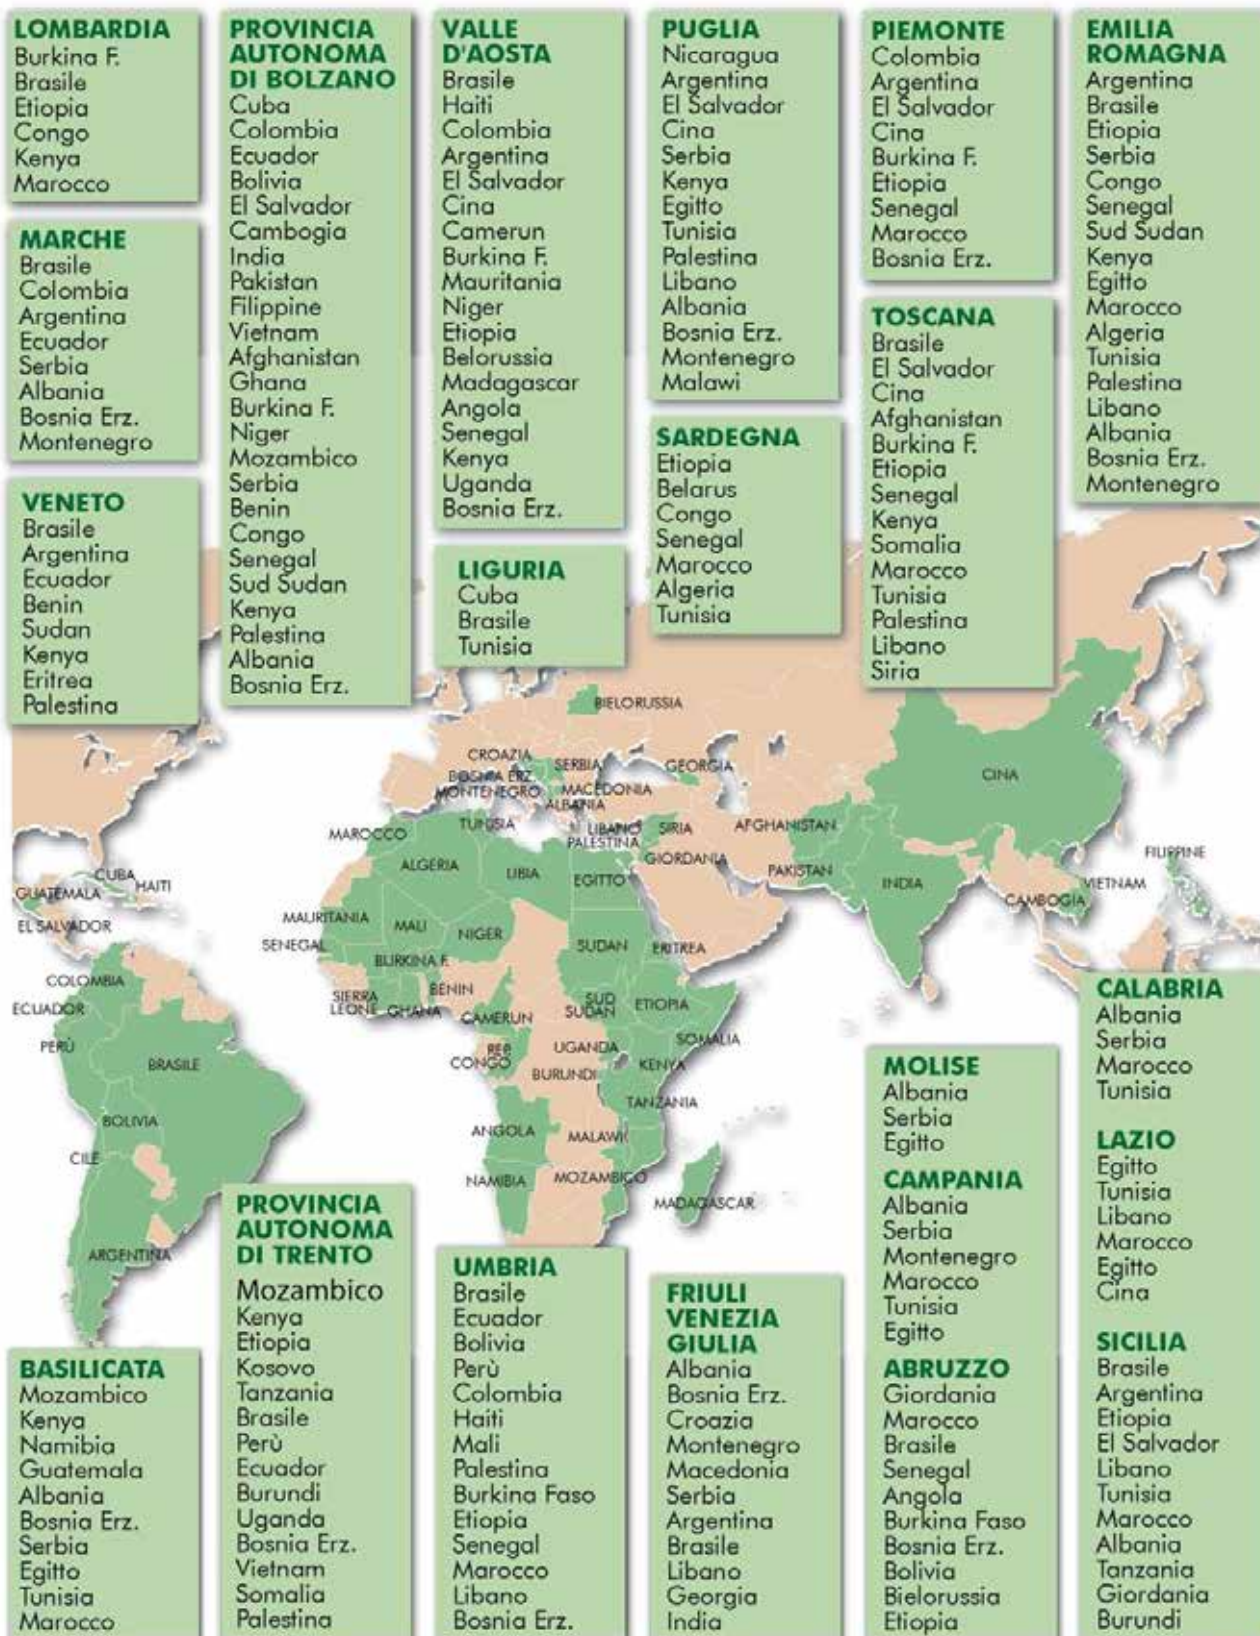 LOMBARDIA
Burkina F.
Brasile
Etiopia
Congo
Kenya
Marocco
MARCHE
Brasile
Colombia
Argentina
Ecuador
Serbia
Albania
Bosnia Erz.
Montenegro
VENETO
Brasile
Argentina
Ecuador
Benin
Sudan
Kenya
Eritrea
Palestina
PROVINCIA
AUTONOMA
DI BOLZANO
Cuba
Colombia
Ecuador
Bolivia
El Salvador
Cambogia
India
Pakistan
Filippine
Vietnam
Afghanistan
Ghana
Burkina F.
Niger
Mozambico
Serbia
Benin
Congo
Senegal
Sud Sudan
Kenya
Palestina
Albania
Bosnia Erz.
VALLE
D'AOSTA
Brasile
Haiti
Colombia
Argentina
El Salvador
Cina
Camerun
Burkina F.
Mauritania
Niger
Etiopia
Belorussia
Madagascar
Angola
Senegal
Kenya
Uganda
Bosnia Erz.
LIGURIA
Cuba
Brasile
Tunisia
PUGLIA
Nicaragua
Argentina
El Salvador
Cina
Serbia
Kenya
Egitto
Tunisia
Palestina
Libano
Albania
Bosnia Erz.
Montenegro
Malawi
SARDEGNA
Etiopia
Belarus
Congo
Senegal
Marocco
Algeria
Tunisia
PIEMONTE
Colombia
Argentina
El Salvador
Cina
Burkina F.
Etiopia
Senegal
Marocco
Bosnia Erz.
TOSCANA
Brasile
El Salvador
Cina
Afghanistan
Burkina F.
Etiopia
Senegal
Kenya
Somalia
Marocco
Tunisia
Palestina
Libano
Siria
EMILIA
ROMAGNA
Argentina
Brasile
Etiopia
Serbia
Congo
Senegal
Sud Sudan
Kenya
Egitto
Marocco
Algeria
Tunisia
Palestina
Libano
Albania
Bosnia Erz.
Montenegro
BIELORUSSIA
CROAZIA
SERBIA
GEORGIA
BOSNIA ERZ.
MONTENEGRO
MACEDONIA
ALBANIA
CINA
MAROCCO
TUNISIA
LIBANO
SIRIA
AFGHANISTAN
PALESTINA
GIORDANIA
ALGERIA
LIBIA
EGITTO
PAKISTAN
INDIA
FILIPPINE
VIETNAM
CAMBOGIA
CUBA
HAITI
GUATEMALA
EL SALVADOR
MAURITANIA
MALI
NIGER
SENEGAL
SUDAN
ERITREA
BURKINA F.
COLOMBIA
ECUADOR
BENIN
SIERRA
LEONE
GHANA
CAMERUN
SUD
SUDAN
ETIOPIA
SOMALIA
PERÙ
BRASILE
REP.
CONGO
UGANDA
KENYA
BURUNDI
TANZANIA
BOLIVIA
ANGOLA
MALAWI
CILE
NAMIBIA
MOZAMBICO
MADAGASCAR
ARGENTINA
BASILICATA
Mozambico
Kenya
Namibia
Guatemala
Albania
Bosnia Erz.
Serbia
Egitto
Tunisia
Marocco
PROVINCIA
AUTONOMA
DI TRENTO
Mozambico
Kenya
Etiopia
Kosovo
Tanzania
Brasile
Perù
Ecuador
Burundi
Uganda
Bosnia Erz.
Vietnam
Somalia
Palestina
UMBRIA
Brasile
Ecuador
Bolivia
Perù
Colombia
Haiti
Mali
Palestina
Burkina Faso
Etiopia
Senegal
Marocco
Libano
Bosnia Erz.
FRIULI
VENEZIA
GIULIA
Albania
Bosnia Erz.
Croazia
Montenegro
Macedonia
Serbia
Argentina
Brasile
Libano
Georgia
India
MOLISE
Albania
Serbia
Egitto
CAMPANIA
Albania
Serbia
Montenegro
Marocco
Tunisia
Egitto
ABRUZZO
Giordania
Marocco
Brasile
Senegal
Angola
Burkina Faso
Bosnia Erz.
Bolivia
Bielorussia
Etiopia
CALABRIA
Albania
Serbia
Marocco
Tunisia
LAZIO
Egitto
Tunisia
Libano
Marocco
Egitto
Cina
SICILIA
Brasile
Argentina
Etiopia
El Salvador
Libano
Tunisia
Marocco
Albania
Tanzania
Giordania
Burundi